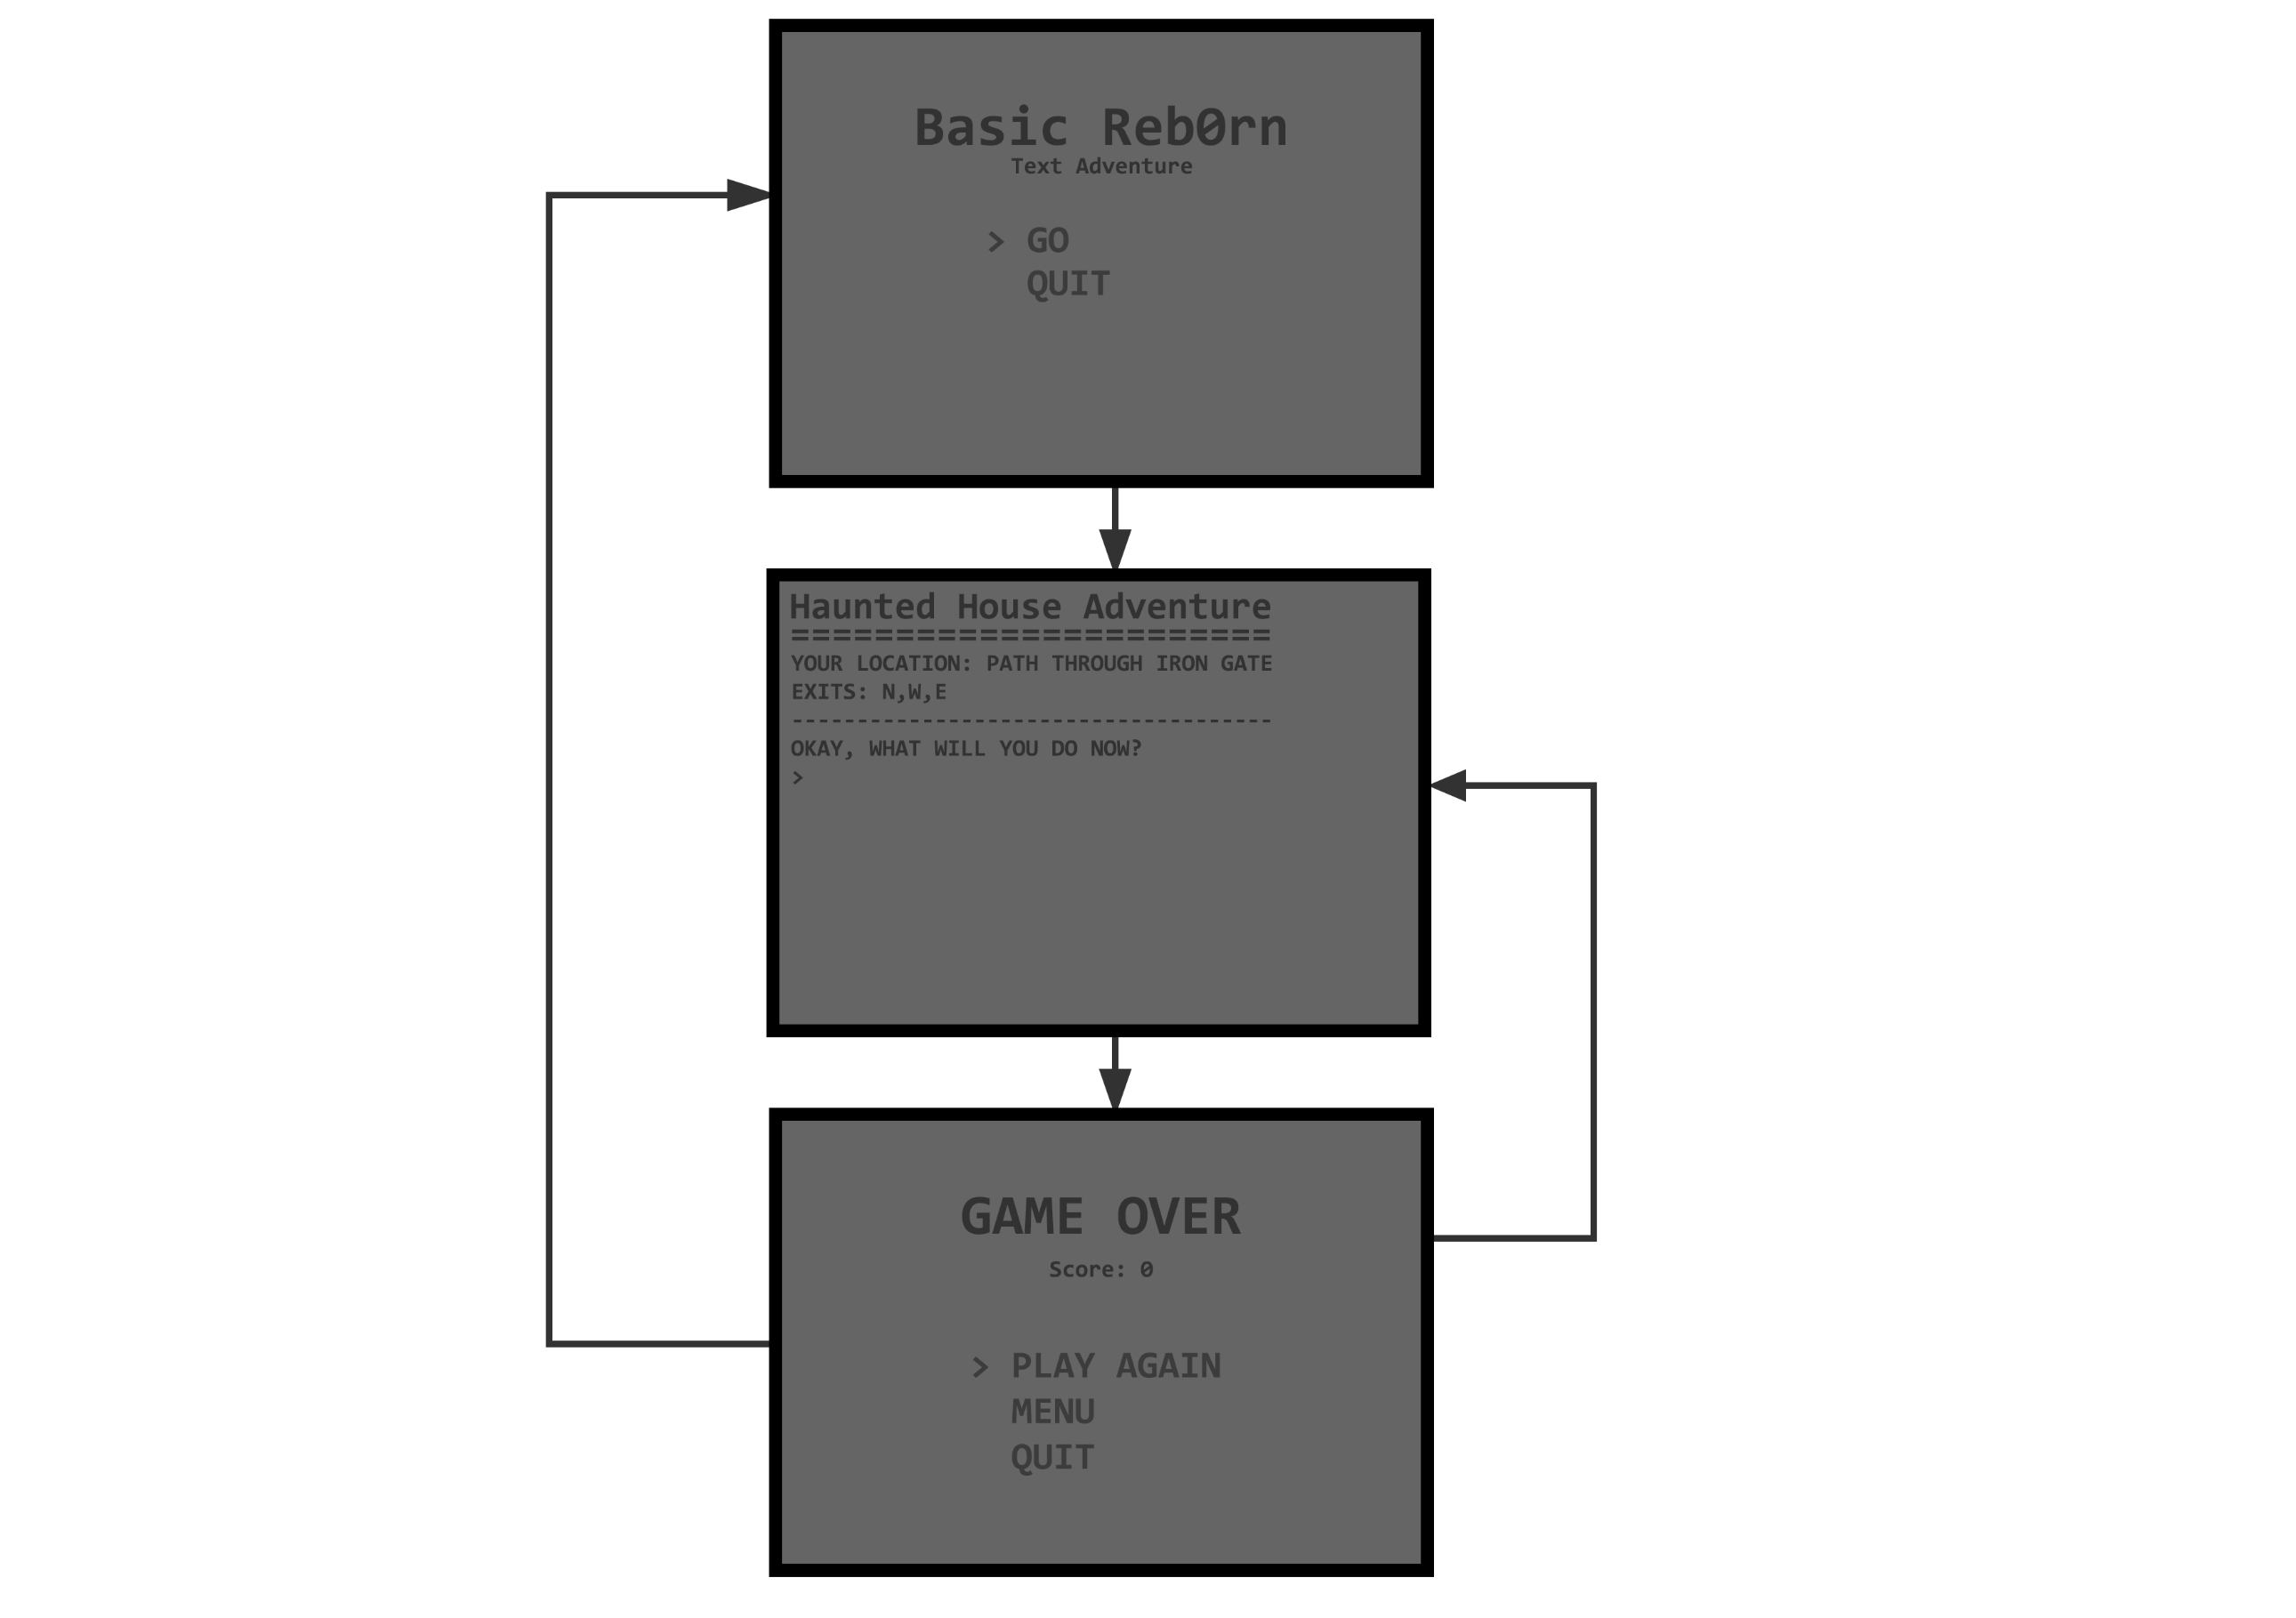 Basic Reb0rn
Text Adventure
> GO
QUIT
Haunted House Adventure
=======================
YOUR LOCATION: PATH THROUGH IRON GATE
EXITS: N,W,E
-------------------------------------
OKAY, WHAT WILL YOU DO NOW?
>
GAME OVER
Score: 0
> PLAY AGAIN
MENU
QUIT